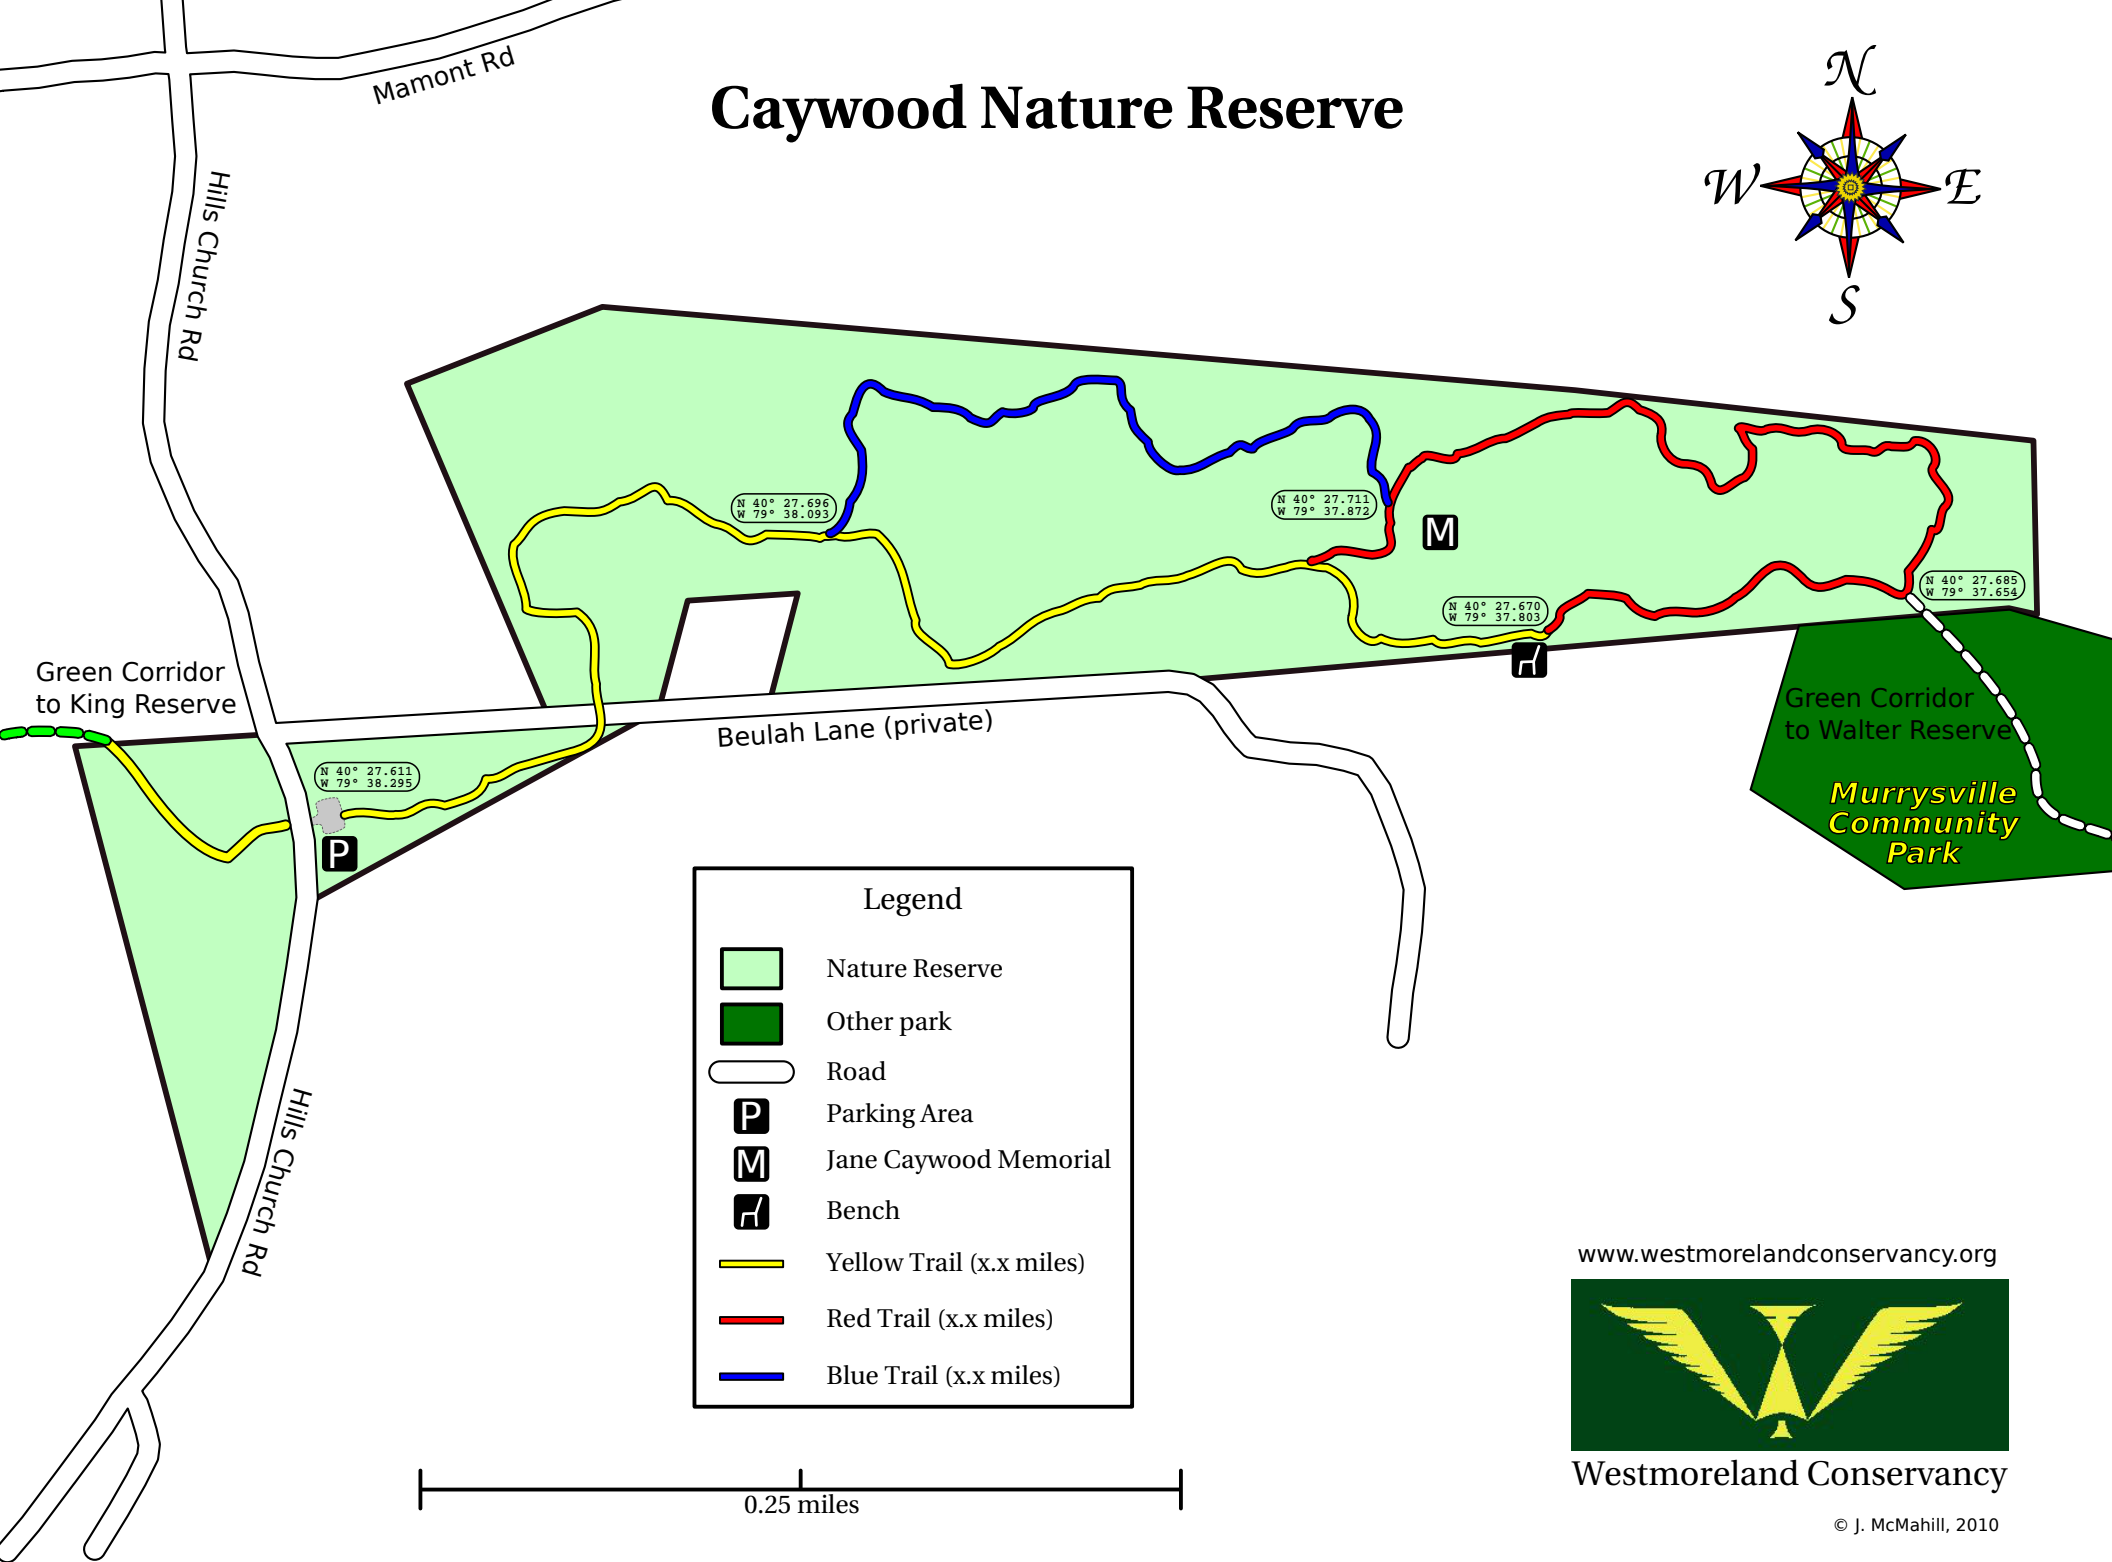 Mamont Rd
Caywood Nature Reserve
N
W
E
S
Hills Church Rd
N 40° 27.696
W 79° 38.093
N 40° 27.711
W 79° 37.872
M
N 40° 27.685
W 79° 37.654
N 40° 27.670
W 79° 37.803
Green Corridor
to King Reserve
Beulah Lane (private)
Green Corridor
to Walter Reserve
N 40° 27.611
W 79° 38.295
P
Murrysville
Community
Park
Hills Church Rd
Legend
Nature Reserve
Other park
Road
P Parking Area
M Jane Caywood Memorial
Bench
Yellow Trail (x.x miles)
Red Trail (x.x miles)
Blue Trail (x.x miles)
0.25 miles
www.westmorelandconservancy.org
Westmoreland Conservancy
© J. McMahill, 2010